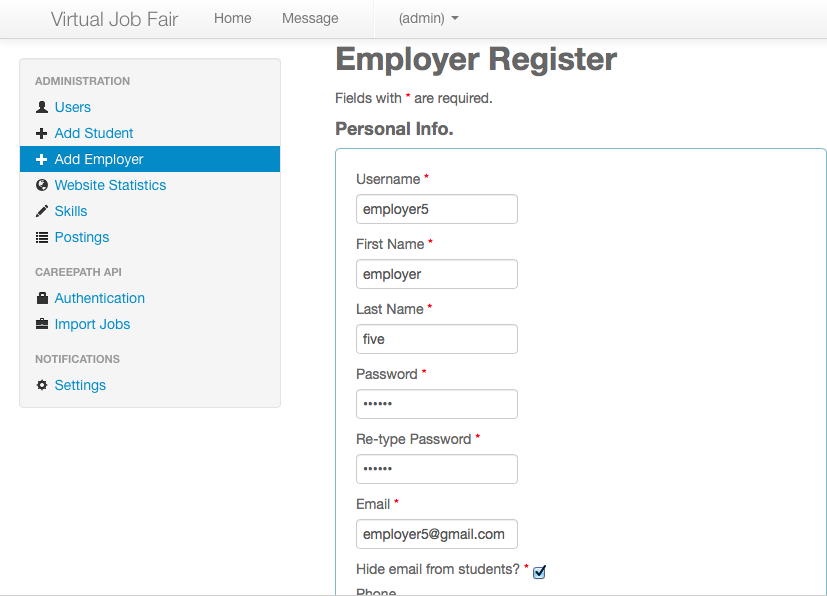 Virtual Job Fair Home Message (admin)
ADMINISTRATION
Users
Add Student
Add Employer
Website Statistics
Skills
Postings
CAREEPATH API
Authentication
Import Jobs
NOTIFICATIONS
Settings
Employer Register
Fields with * are required.
Personal Info.
Username *
employer5
First Name *
employer
Last Name *
five
Password *
••••••
Re-type Password *
••••••
Email *
employer5@gmail.com
Hide email from students? *
Phone